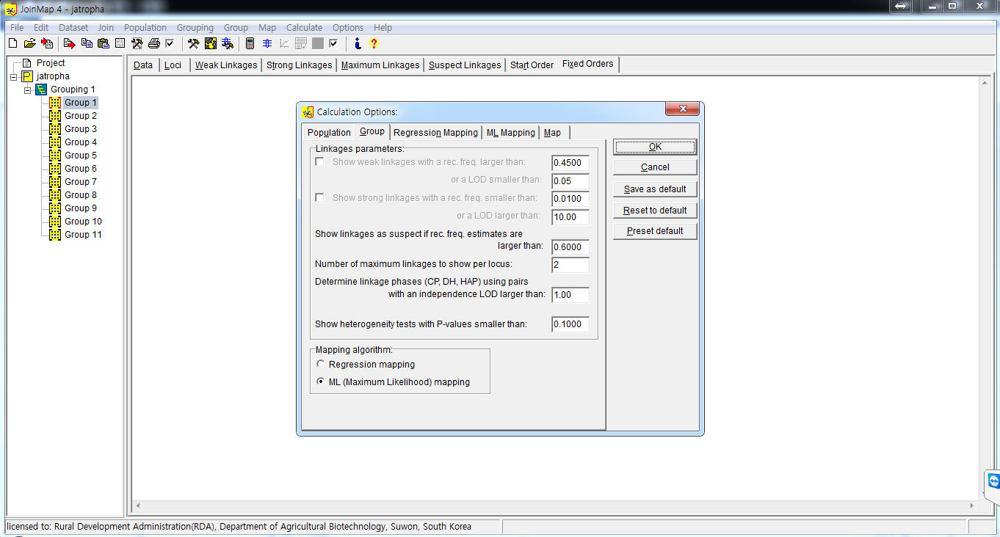 JoinMap 4 - jatropha
File Edit Dataset Join Population Grouping Group Map Calculate Options Help
Project
jatropha
Grouping 1
Group 1
Group 2
Group 3
Group 4
Group 5
Group 6
Group 7
Group 8
Group 9
Group 10
Group 11
Data Loci Weak Linkages Strong Linkages Maximum Linkages Suspect Linkages Start Order Fixed Orders
Calculation Options:
Population Group Regression Mapping ML Mapping Map
Linkages parameters:
Show weak linkages with a rec. freq. larger than: 0.4500
or a LOD smaller than: 0.05
Show strong linkages with a rec. freq. smaller than: 0.0100
or a LOD larger than: 10.00
Show linkages as suspect if rec. freq. estimates are
larger than: 0.6000
Number of maximum linkages to show per locus: 2
Determine linkage phases (CP, DH, HAP) using pairs
with an independence LOD larger than: 1.00
Show heterogeneity tests with P-values smaller than: 0.1000
Mapping algorithm:
Regression mapping
ML (Maximum Likelihood) mapping
OK
Cancel
Save as default
Reset to default
Preset default
licensed to: Rural Development Administration(RDA), Department of Agricultural Biotechnology, Suwon, South Korea